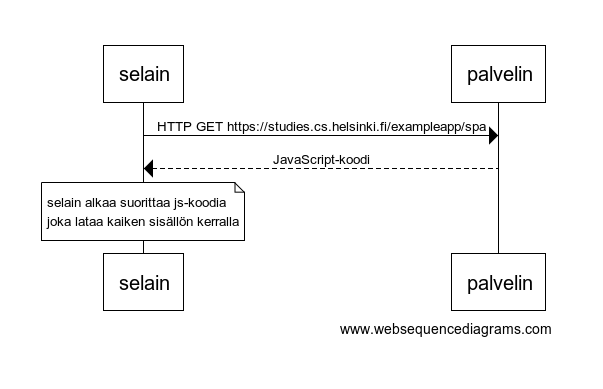 selain
palvelin
HTTP GET https://studies.cs.helsinki.fi/exampleapp/spa
JavaScript-koodi
selain alkaa suorittaa js-koodia
joka lataa kaiken sisällön kerralla
selain
palvelin
www.websequencediagrams.com